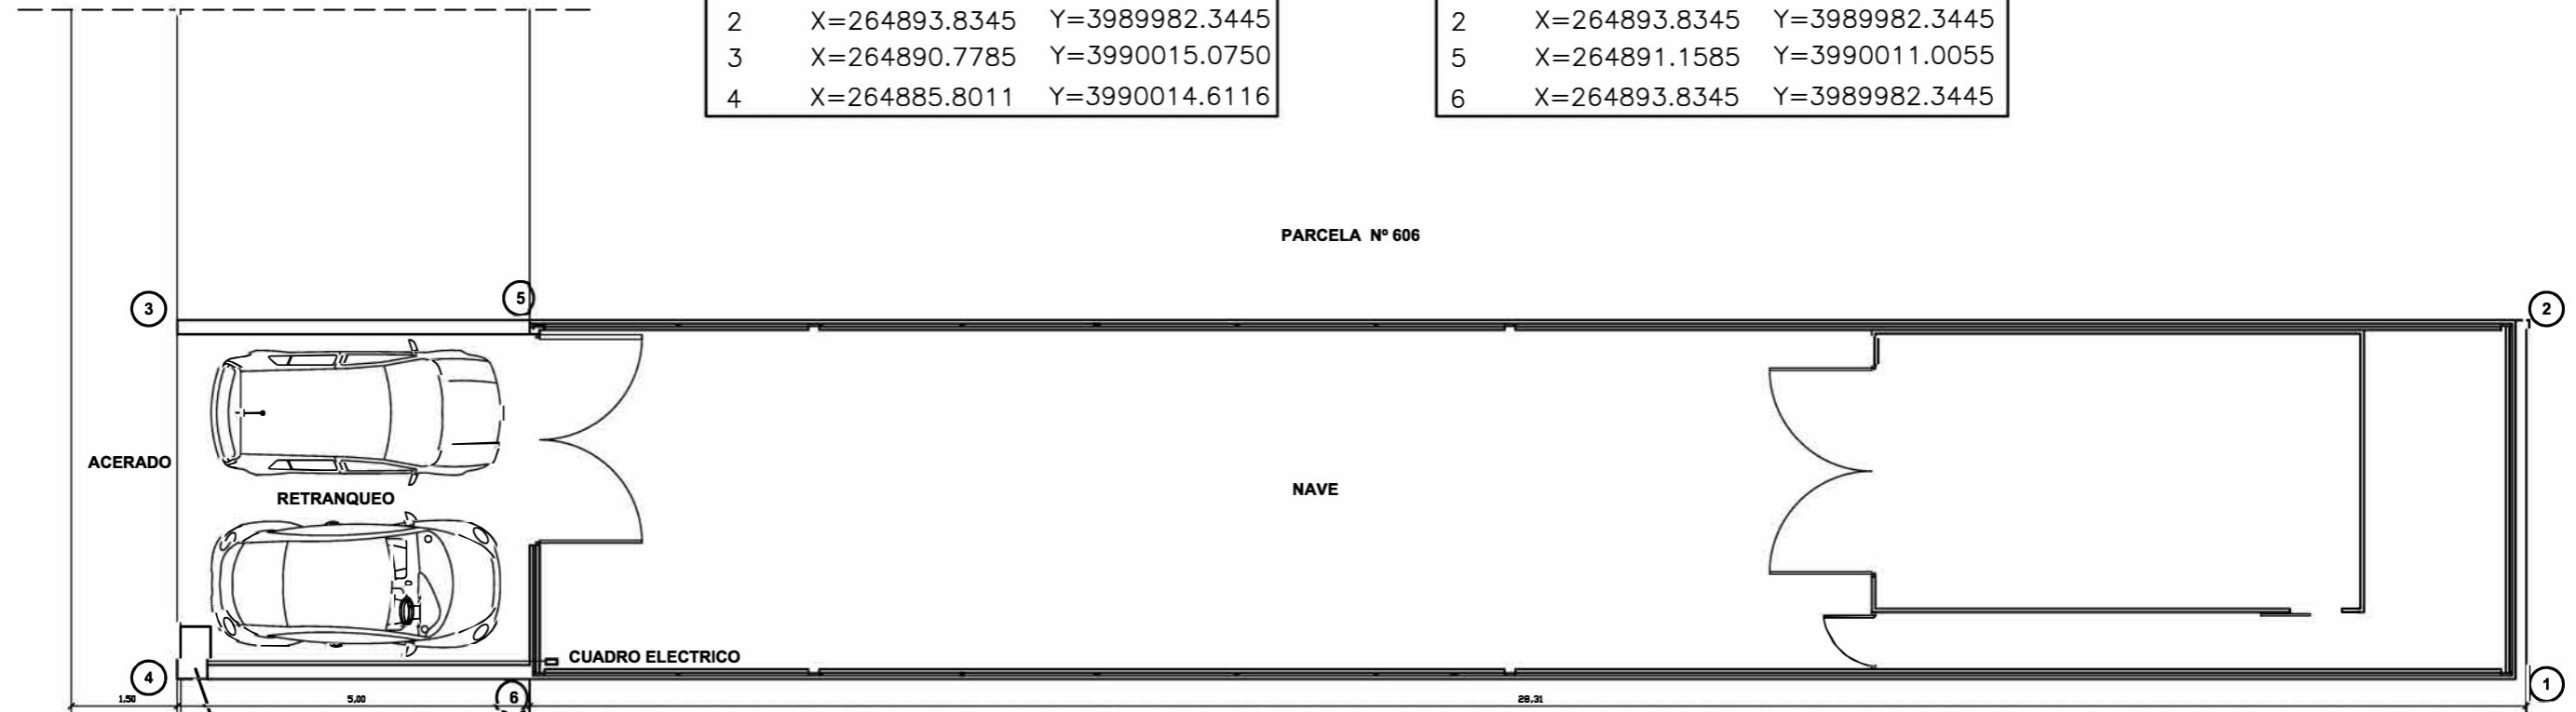 2 X=264893.8345 Y=3989982.3445
3 X=264890.7785 Y=3990015.0750
4 X=264885.8011 Y=3990014.6116
2 X=264893.8345 Y=3989982.3445
5 X=264891.1585 Y=3990011.0055
6 X=264893.8345 Y=3989982.3445
PARCELA Nº 606
3
5
2
ACERADO
RETRANQUEO
NAVE
CUADRO ELECTRICO
4
6
1
1.50
5.00
28.31